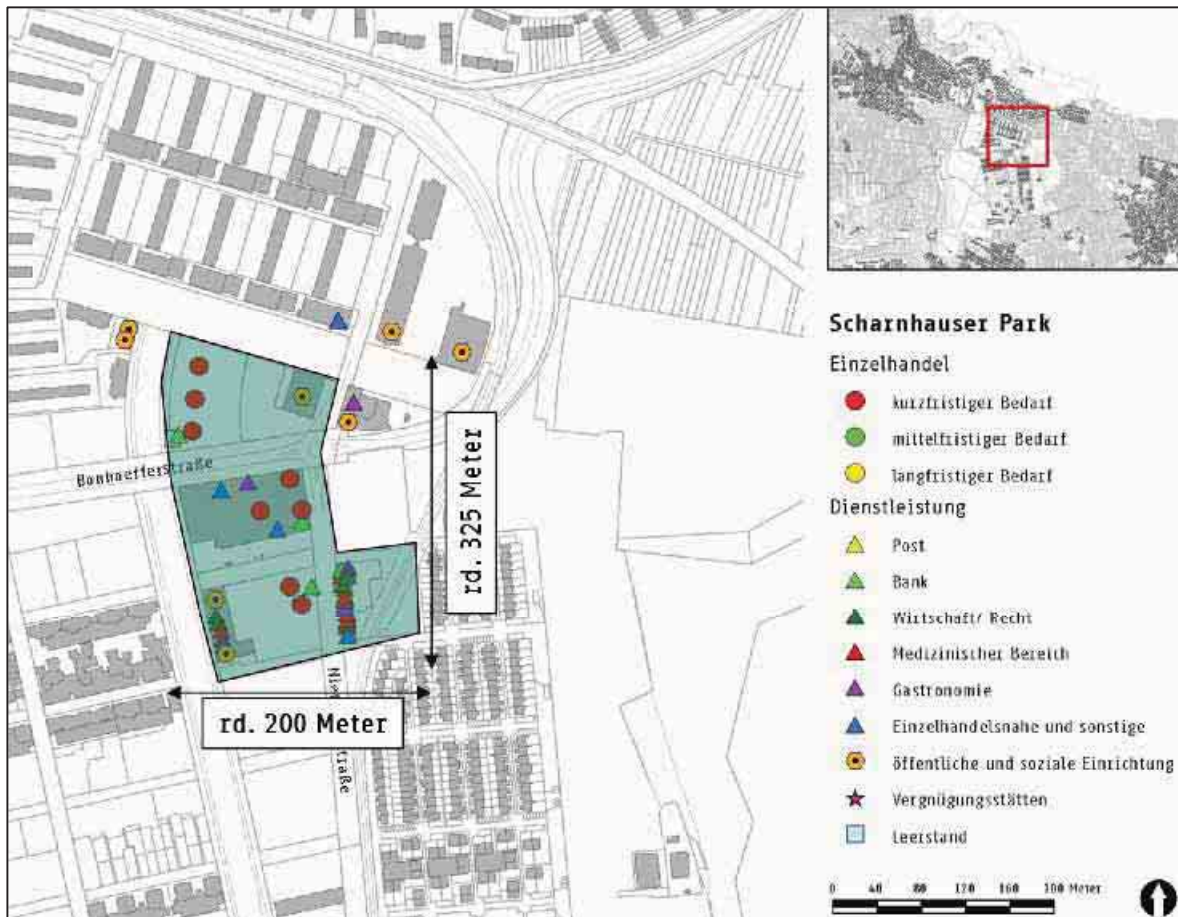 Bonhoefferstraße
rd. 325 Meter
rd. 200 Meter
straße
Scharnhauser Park
Einzelhandel
kurzfristiger Bedarf
mittelfristiger Bedarf
langfristiger Bedarf
Dienstleistung
Post
Bank
Wirtschaft/ Recht
Medizinischer Bereich
Gastronomie
Einzelhandelsnahe und sonstige
öffentliche und soziale Einrichtung
Vergnügungsstätten
Leerstand
0 40 80 120 160 200 Meter